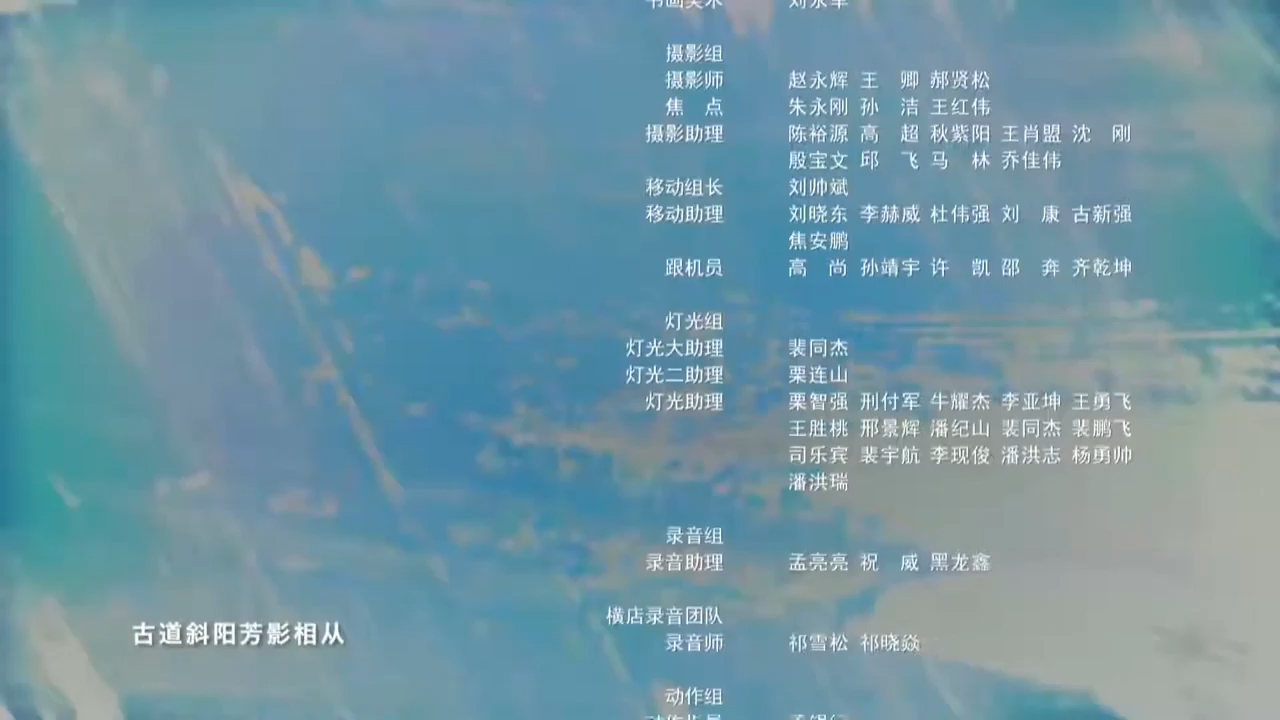 摄影组
摄影师 赵永辉 王 卿 郝贤松
焦 点 朱永刚 孙 洁 王红伟
摄影助理 陈裕源 高 超 秋紫阳 王肖盟 沈 刚
殷宝文 邱 飞 马 林 乔佳伟
移动组长 刘帅斌
移动助理 刘晓东 李赫威 杜伟强 刘 康 古新强
焦安鹏
跟机员 高 尚 孙靖宇 许 凯 邵 奔 齐乾坤
灯光组
灯光大助理 裴同杰
灯光二助理 栗连山
灯光助理 栗智强 刑付军 牛耀杰 李亚坤 王勇飞
王胜桃 邢景辉 潘纪山 裴同杰 裴鹏飞
司乐宾 裴宇航 李现俊 潘洪志 杨勇帅
潘洪瑞
录音组
录音助理 孟亮亮 祝 威 黑龙鑫
横店录音团队
古道斜阳芳影相从
录音师 祁雪松 祁晓焱
动作组